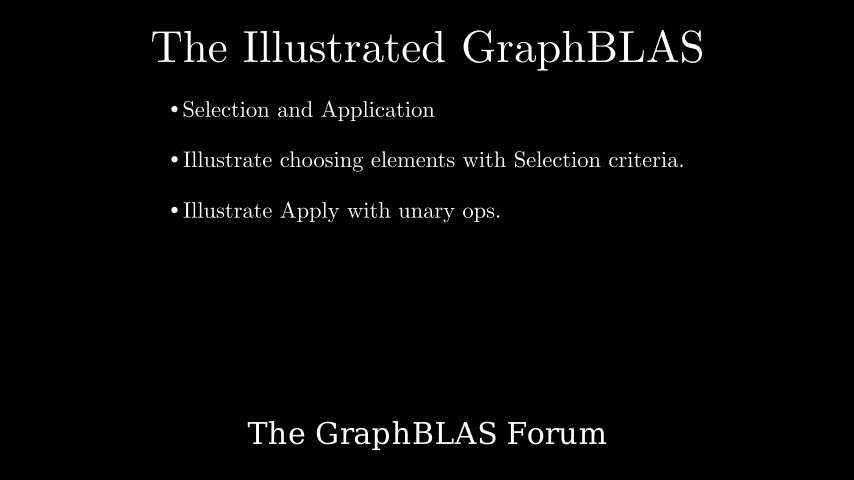 The Illustrated GraphBLAS
• Selection and Application
• Illustrate choosing elements with Selection criteria.
• Illustrate Apply with unary ops.
The GraphBLAS Forum